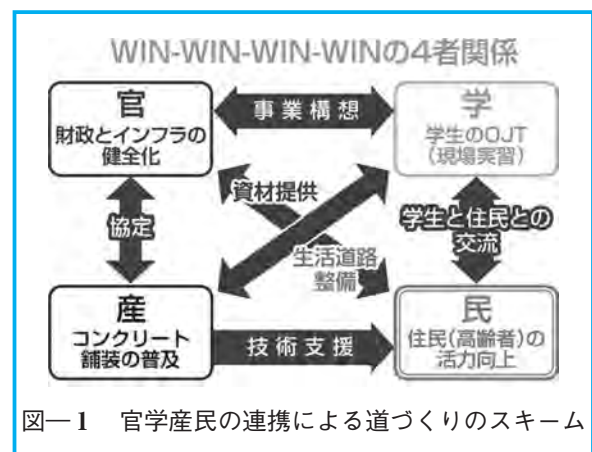 WIN-WIN-WIN-WINの4者関係
官
財政とインフラの
健全化
事業構想
学
学生のOJT
（現場実習）
協定
資材提供
生活道路
整備
学生と住民との
交流
産
コンクリート
舗装の普及
技術支援
民
住民(高齢者)の
活力向上
図―1　官学産民の連携による道づくりのスキーム